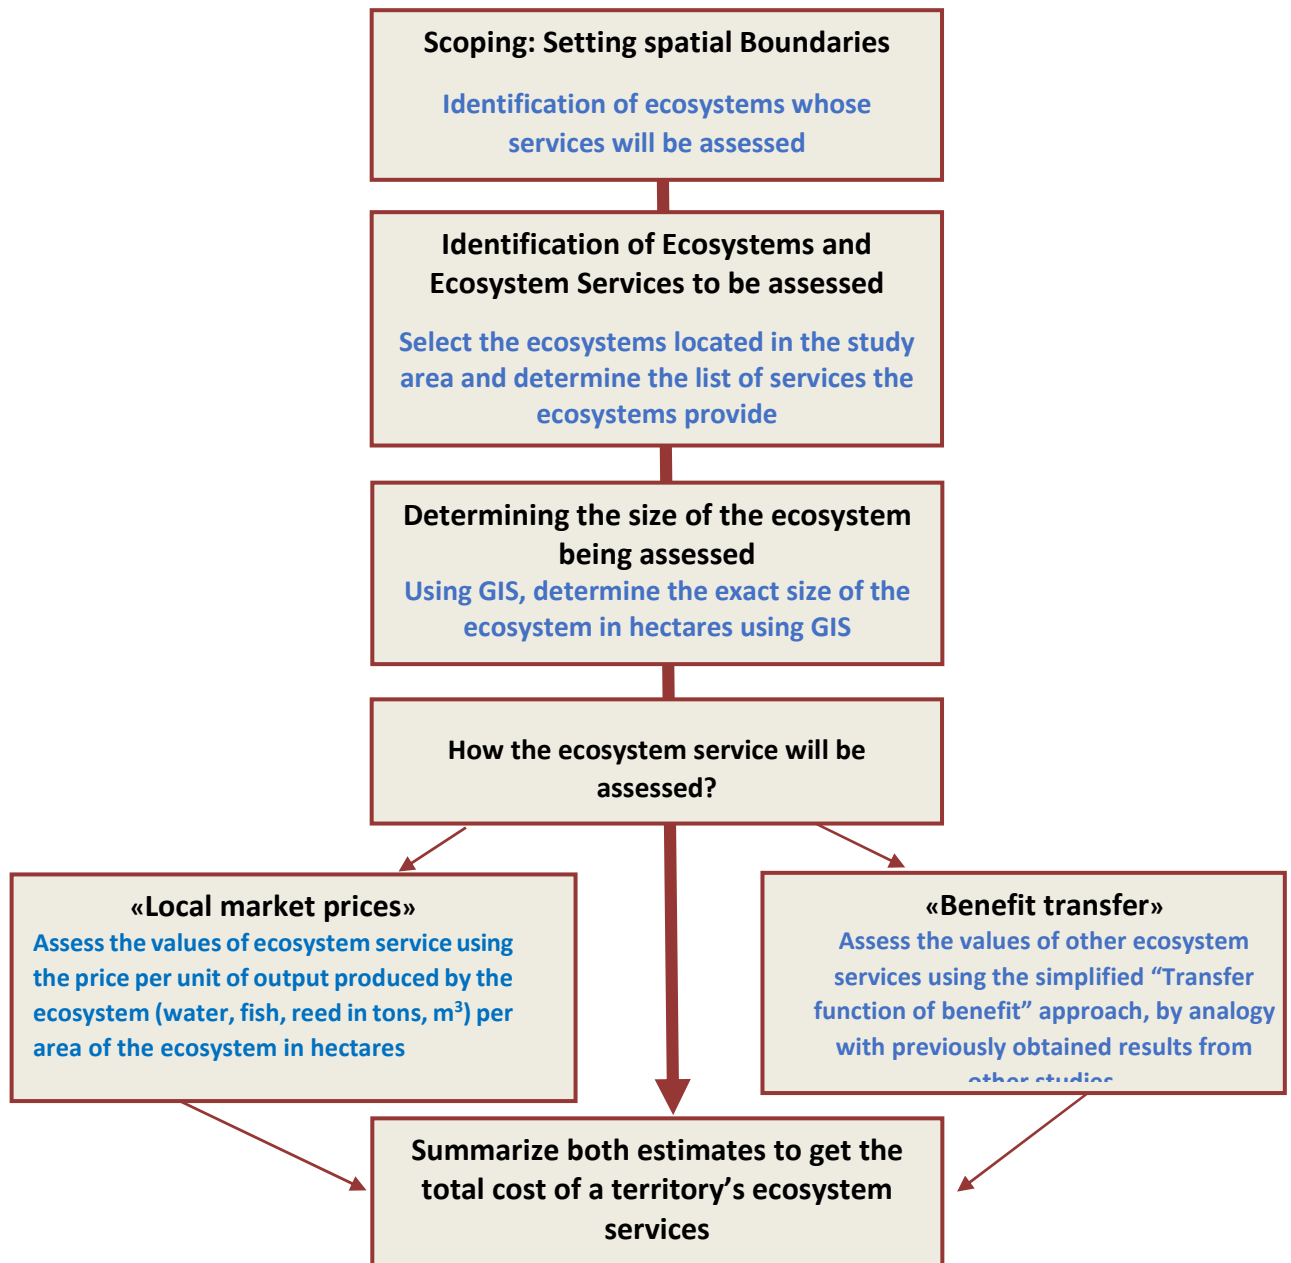 Scoping: Setting spatial Boundaries
Identification of ecosystems whose
services will be assessed
Identification of Ecosystems and
Ecosystem Services to be assessed
Select the ecosystems located in the study
area and determine the list of services the
ecosystems provide
Determining the size of the ecosystem
being assessed
Using GIS, determine the exact size of the
ecosystem in hectares using GIS
How the ecosystem service will be
assessed?
«Local market prices»
Assess the values of ecosystem service using
the price per unit of output produced by the
ecosystem (water, fish, reed in tons, m³) per
area of the ecosystem in hectares
«Benefit transfer»
Assess the values of other ecosystem
services using the simplified “Transfer
function of benefit” approach, by analogy
with previously obtained results from
other studies
Summarize both estimates to get the
total cost of a territory’s ecosystem
services